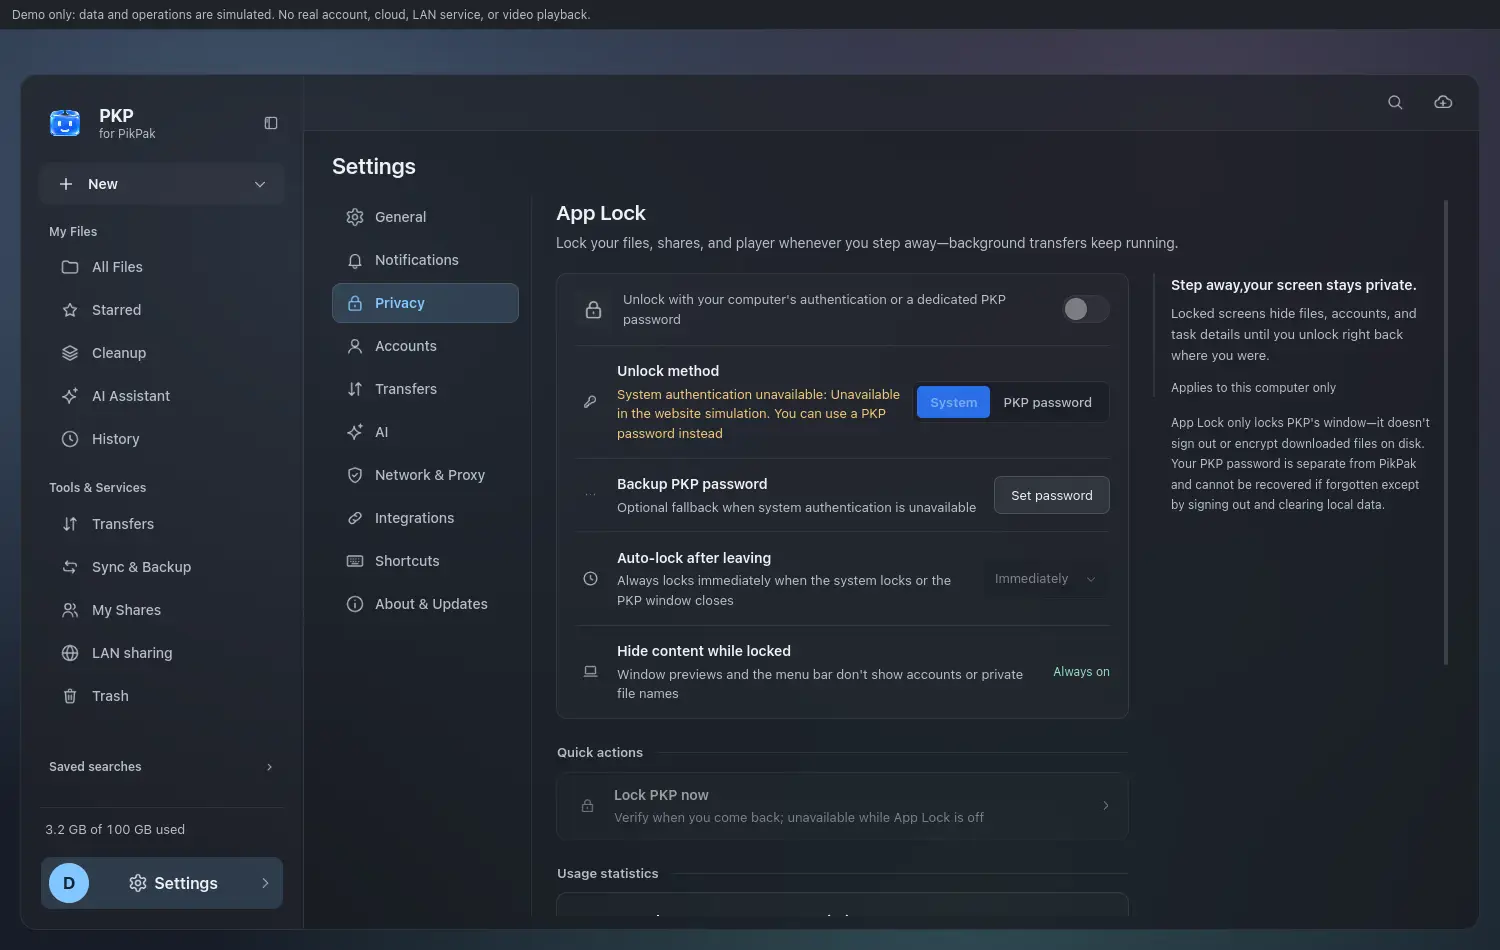 Demo only: data and operations are simulated. No real account, cloud, LAN service, or video playback.
PKP
for PikPak
New
My Files
All Files
Starred
Cleanup
AI Assistant
History
Tools & Services
Transfers
Sync & Backup
My Shares
LAN sharing
Trash
Saved searches
3.2 GB of 100 GB used
D
Settings
Settings
General
Notifications
Privacy
Accounts
Transfers
AI
Network & Proxy
Integrations
Shortcuts
About & Updates
App Lock
Lock your files, shares, and player whenever you step away—background transfers keep running.
Unlock with your computer's authentication or a dedicated PKP
password
Unlock method
System authentication unavailable: Unavailable
in the website simulation. You can use a PKP
password instead
System
PKP password
Backup PKP password
Optional fallback when system authentication is unavailable
Set password
Auto-lock after leaving
Always locks immediately when the system locks or the
PKP window closes
Immediately
Hide content while locked
Window previews and the menu bar don't show accounts or private
file names
Always on
Quick actions
Lock PKP now
Verify when you come back; unavailable while App Lock is off
Usage statistics
Step away,your screen stays private.
Locked screens hide files, accounts, and
task details until you unlock right back
where you were.
Applies to this computer only
App Lock only locks PKP's window—it doesn't
sign out or encrypt downloaded files on disk.
Your PKP password is separate from PikPak
and cannot be recovered if forgotten except
by signing out and clearing local data.